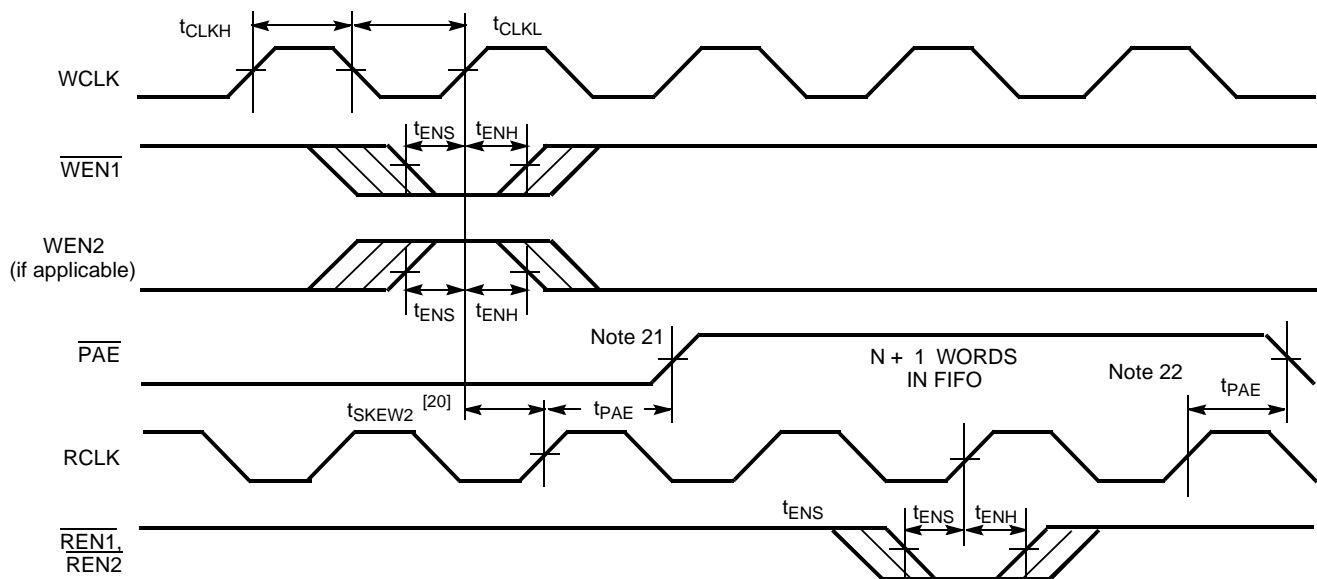 tCLKH
tCLKL
WCLK
tENS tENH
WEN1
WEN2
(if applicable)
tENS tENH
Note 21
PAE
N + 1 WORDS
IN FIFO
Note 22
tSKEW2 [20]
tPAE
tPAE
RCLK
tENS
tENS tENH
REN1,
REN2